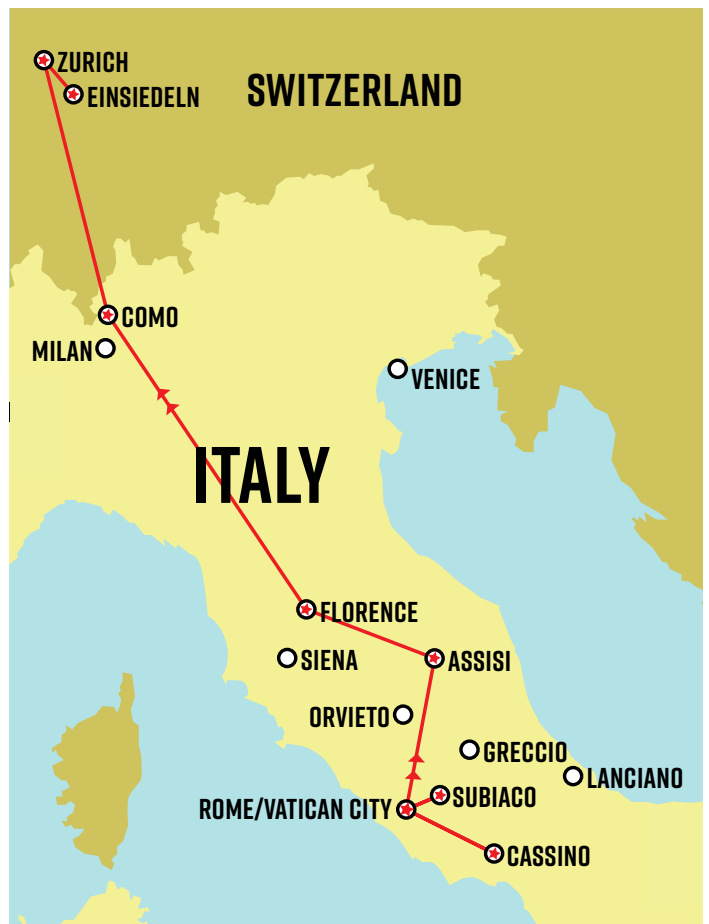 ZURICH
EINSIEDELN
SWITZERLAND
COMO
MILAN
VENICE
ITALY
FLORENCE
SIENA
ASSISI
ORVIETO
GRECCIO
LANCIANO
SUBIACO
ROME/VATICAN CITY
CASSINO